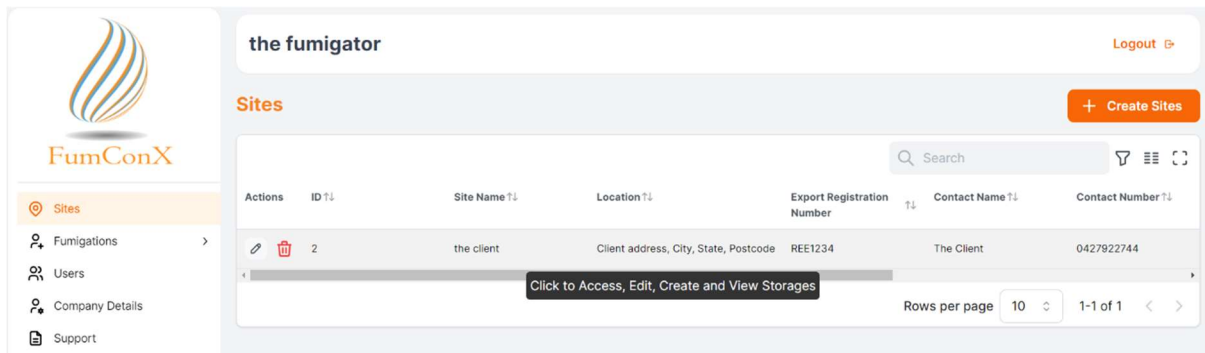 FumConX
Sites
Fumigations
Users
Company Details
Support
the fumigator
Logout
Sites
+ Create Sites
Search
Actions ID Site Name Location Export Registration Number Contact Name Contact Number
2 the client Client address, City, State, Postcode REE1234 The Client 0427922744
Click to Access, Edit, Create and View Storages
Rows per page 10 1-1 of 1